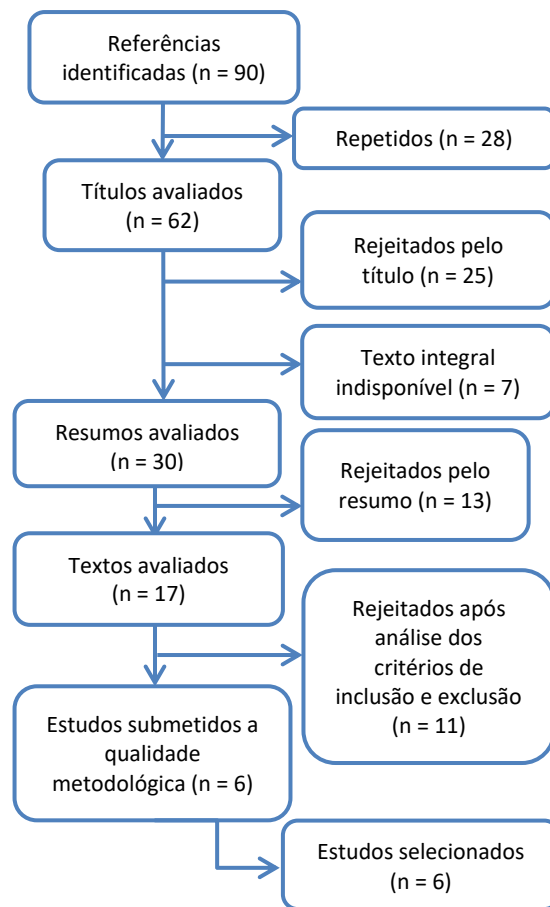 Referências
identificadas (n = 90)
Repetidos (n = 28)
Títulos avaliados
(n = 62)
Rejeitados pelo
título (n = 25)
Texto integral
indisponível (n = 7)
Resumos avaliados
(n = 30)
Rejeitados pelo
resumo (n = 13)
Textos avaliados
(n = 17)
Rejeitados após
análise dos
critérios de
inclusão e exclusão
(n = 11)
Estudos submetidos a
qualidade
metodológica (n = 6)
Estudos selecionados
(n = 6)